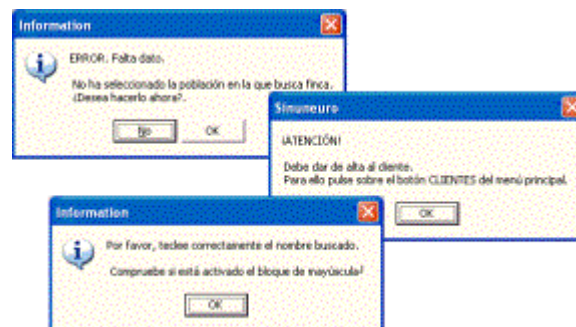 Information
ERROR. Falta dato.
No ha seleccionado la población en la que busca finca.
¿Desea hacerlo ahora?.
No
OK
Sinuneuro
¡ATENCIÓN!
Debe dar de alta al cliente.
Para ello pulse sobre el botón CLIENTES del menú principal.
OK
Information
Por favor, teclee correctamente el nombre buscado.
Compruebe si está activado el bloque de mayúscula
OK